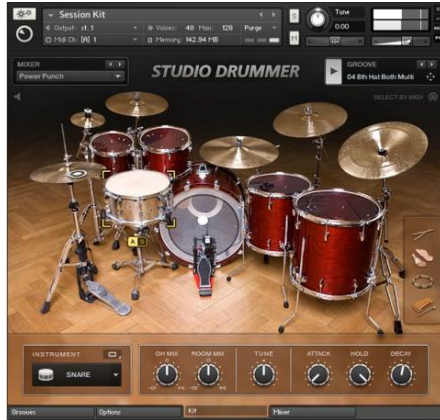 Session Kit
Output: st. 1
Voices: 48 Max: 128 Purge
Midi Ch: [A] 1
Memory: 142.94 MB
S
M
Tune
0.00
MIXER
Power Punch
STUDIO DRUMMER
GROOVE
04 8th Hat Both Multi
SELECT BY MIDI
A B
INSTRUMENT
SNARE
OH MIX
ROOM MIX
TUNE
ATTACK
HOLD
DECAY
Grooves
Options
Kit
Mixer